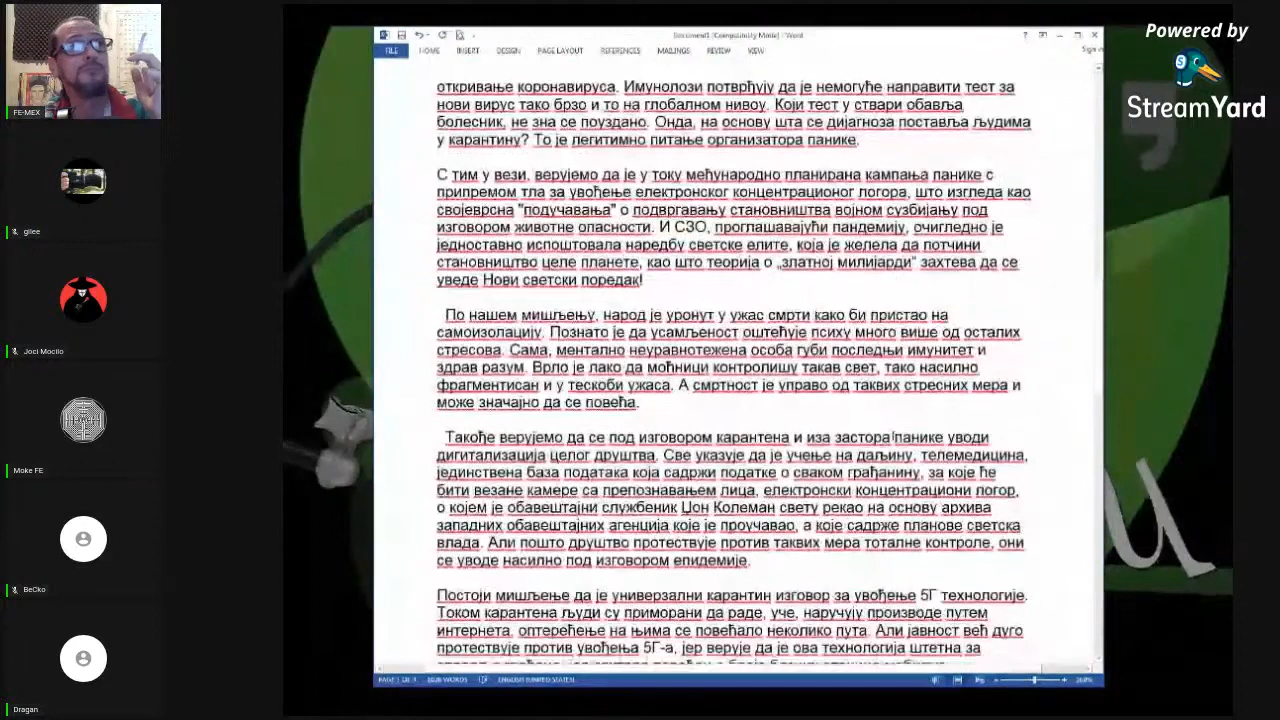 FE-MEX
gilee
Joci Mocilo
Moke FE
BeCko
Dragan
Document1 [Compatibility Mode] - Word
FILE HOME INSERT DESIGN PAGE LAYOUT REFERENCES MAILINGS REVIEW VIEW
Sign in
откривање коронавируса. Имунолози потврђују да је немогуће направити тест за
нови вирус тако брзо и то на глобалном нивоу. Који тест у ствари обавља
болесник, не зна се поуздано. Онда, на основу шта се дијагноза поставља људима
у карантину? То је легитимно питање организатора панике.
С тим у вези, верујемо да је у току међународно планирана кампања панике с
припремом тла за увођење електронског концентрационог логора, што изгледа као
својеврсна "подучавања" о подвргавању становништва војном сузбијању под
изговором животне опасности. И СЗО, проглашавајући пандемију, очигледно је
једноставно испоштовала наредбу светске елите, која је желела да потчини
становништво целе планете, као што теорија о „златној милијарди“ захтева да се
уведе Нови светски поредак!
По нашем мишљењу, народ је уронут у ужас смрти како би пристао на
самоизолацију. Познато је да усамљеност оштећује психу много више од осталих
стресова. Сама, ментално неуравнотежена особа губи последњи имунитет и
здрав разум. Врло је лако да моћници контролишу такав свет, тако насилно
фрагментисан и у тескоби ужаса. А смртност је управо од таквих стресних мера и
може значајно да се повећа.
Такође верујемо да се под изговором карантена и иза застора панике уводи
дигитализација целог друштва. Све указује да је учење на даљину, телемедицина,
јединствена база података која садржи податке о сваком грађанину, за које ће
бити везане камере са препознавањем лица, електронски концентрациони логор,
о којем је обавештајни службеник Џон Колеман свету рекао на основу архива
западних обавештајних агенција које је проучавао, а које садрже планове светска
влада. Али пошто друштво протествује против таквих мера тоталне контроле, они
се уводе насилно под изговором епидемије.
Постоји мишљење да је универзални карантин изговор за увођење 5Г технологије.
Током карантена људи су приморани да раде, уче, наручују производе путем
интернета, оптерећење на њима се повећало неколико пута. Али јавност већ дуго
протествује против увођења 5Г-а, јер верује да је ова технологија штетна за
ENGLISH (UNITED STATES)
Powered by
StreamYard